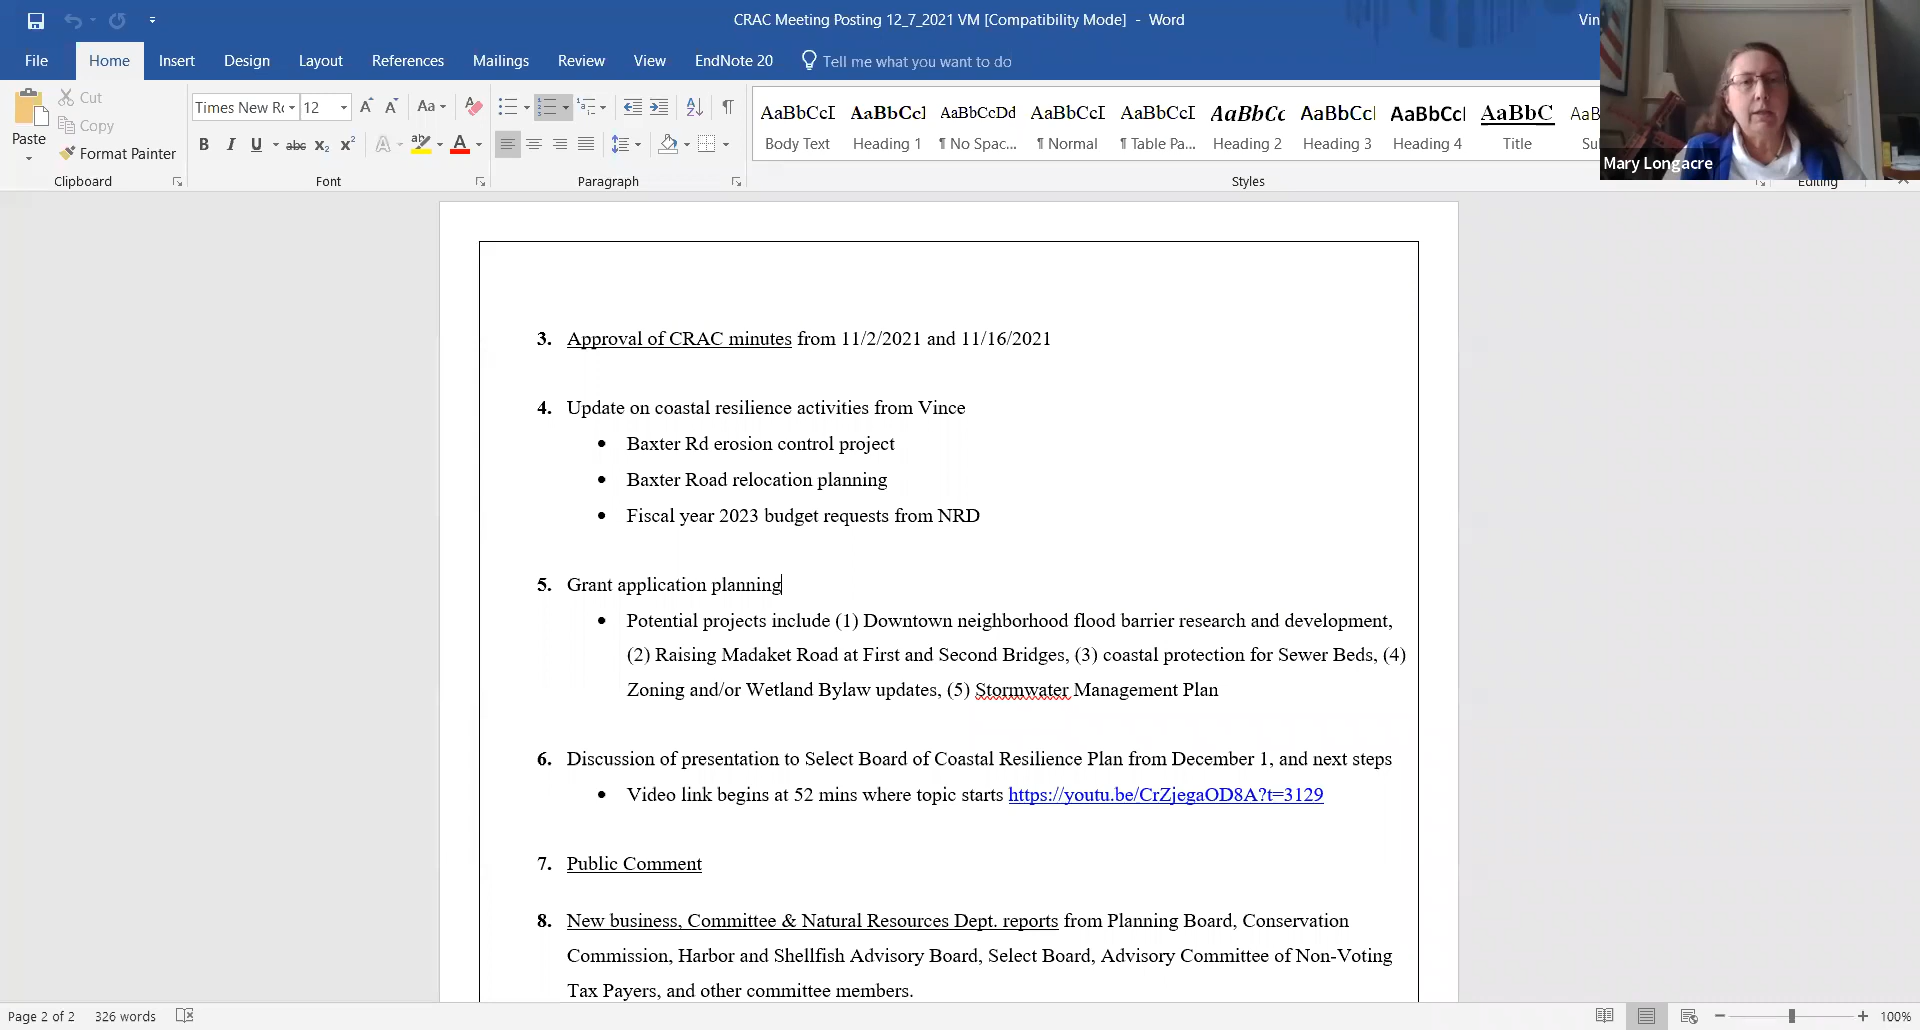 CRAC Meeting Posting 12_7_2021 VM [Compatibility Mode] - Word
Vin
File Home Insert Design Layout References Mailings Review View EndNote 20 Tell me what you want to do
Paste
Cut
Copy
Format Painter
Clipboard
Times New Ro 12
B I U abc x₂ x²
Font
Paragraph
AaBbCcI AaBbCcI AaBbCcDd AaBbCcI AaBbCcI AaBbCc AaBbCcI AaBbCcI AaBbC
Body Text Heading 1 ¶ No Spac... ¶ Normal ¶ Table Pa... Heading 2 Heading 3 Heading 4 Title
Styles
Editing
Mary Longacre
3. Approval of CRAC minutes from 11/2/2021 and 11/16/2021
4. Update on coastal resilience activities from Vince
• Baxter Rd erosion control project
• Baxter Road relocation planning
• Fiscal year 2023 budget requests from NRD
5. Grant application planning
• Potential projects include (1) Downtown neighborhood flood barrier research and development,
(2) Raising Madaket Road at First and Second Bridges, (3) coastal protection for Sewer Beds, (4)
Zoning and/or Wetland Bylaw updates, (5) Stormwater Management Plan
6. Discussion of presentation to Select Board of Coastal Resilience Plan from December 1, and next steps
• Video link begins at 52 mins where topic starts https://youtu.be/CrZjegaOD8A?t=3129
7. Public Comment
8. New business, Committee & Natural Resources Dept. reports from Planning Board, Conservation
Commission, Harbor and Shellfish Advisory Board, Select Board, Advisory Committee of Non-Voting
Tax Payers, and other committee members.
Page 2 of 2 326 words
100%